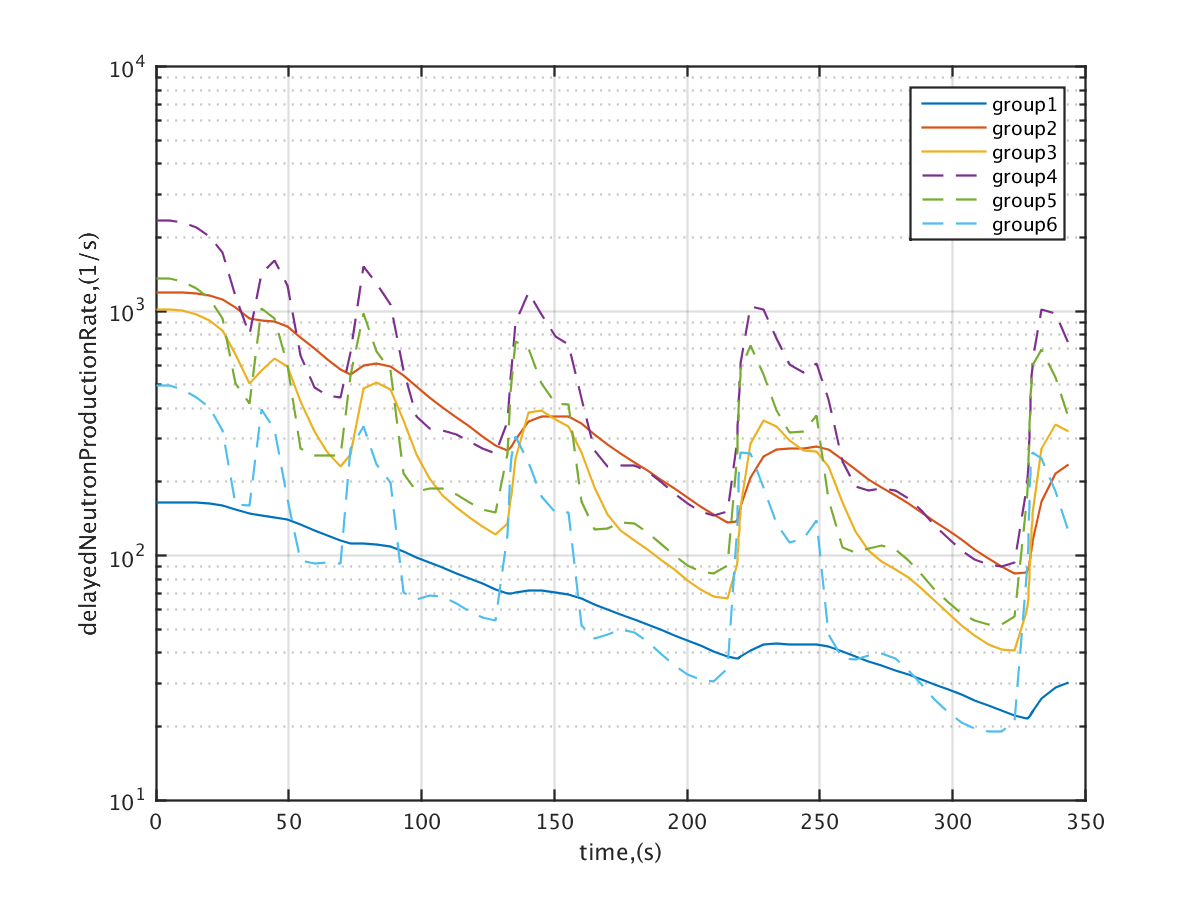 10^4
group1
group2
group3
group4
group5
group6
10^3
delayedNeutronProductionRate,(1/s)
10^2
10^1
0 50 100 150 200 250 300 350
time,(s)